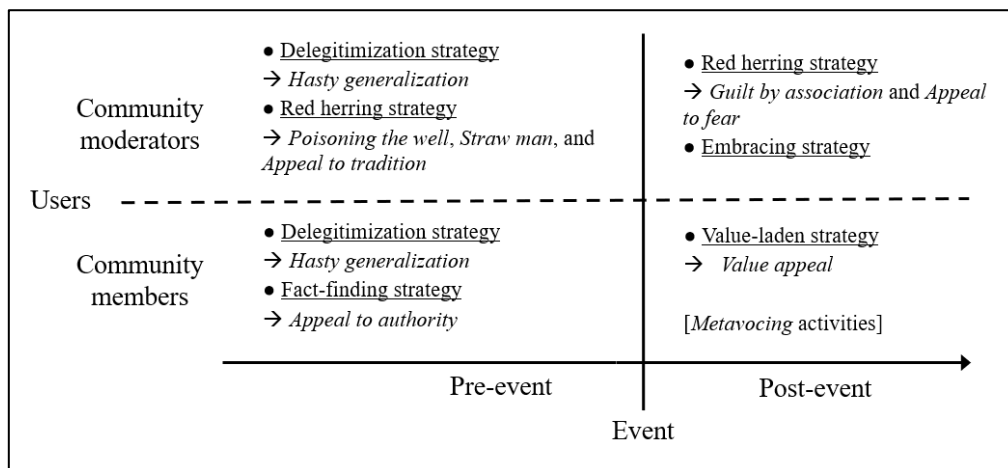 Community
moderators
● Delegitimization strategy
→ Hasty generalization
● Red herring strategy
→ Poisoning the well, Straw man, and
Appeal to tradition
● Red herring strategy
→ Guilt by association and Appeal
to fear
● Embracing strategy
Users
Community
members
● Delegitimization strategy
→ Hasty generalization
● Fact-finding strategy
→ Appeal to authority
● Value-laden strategy
→ Value appeal
[Metavocing activities]
Pre-event
Post-event
Event